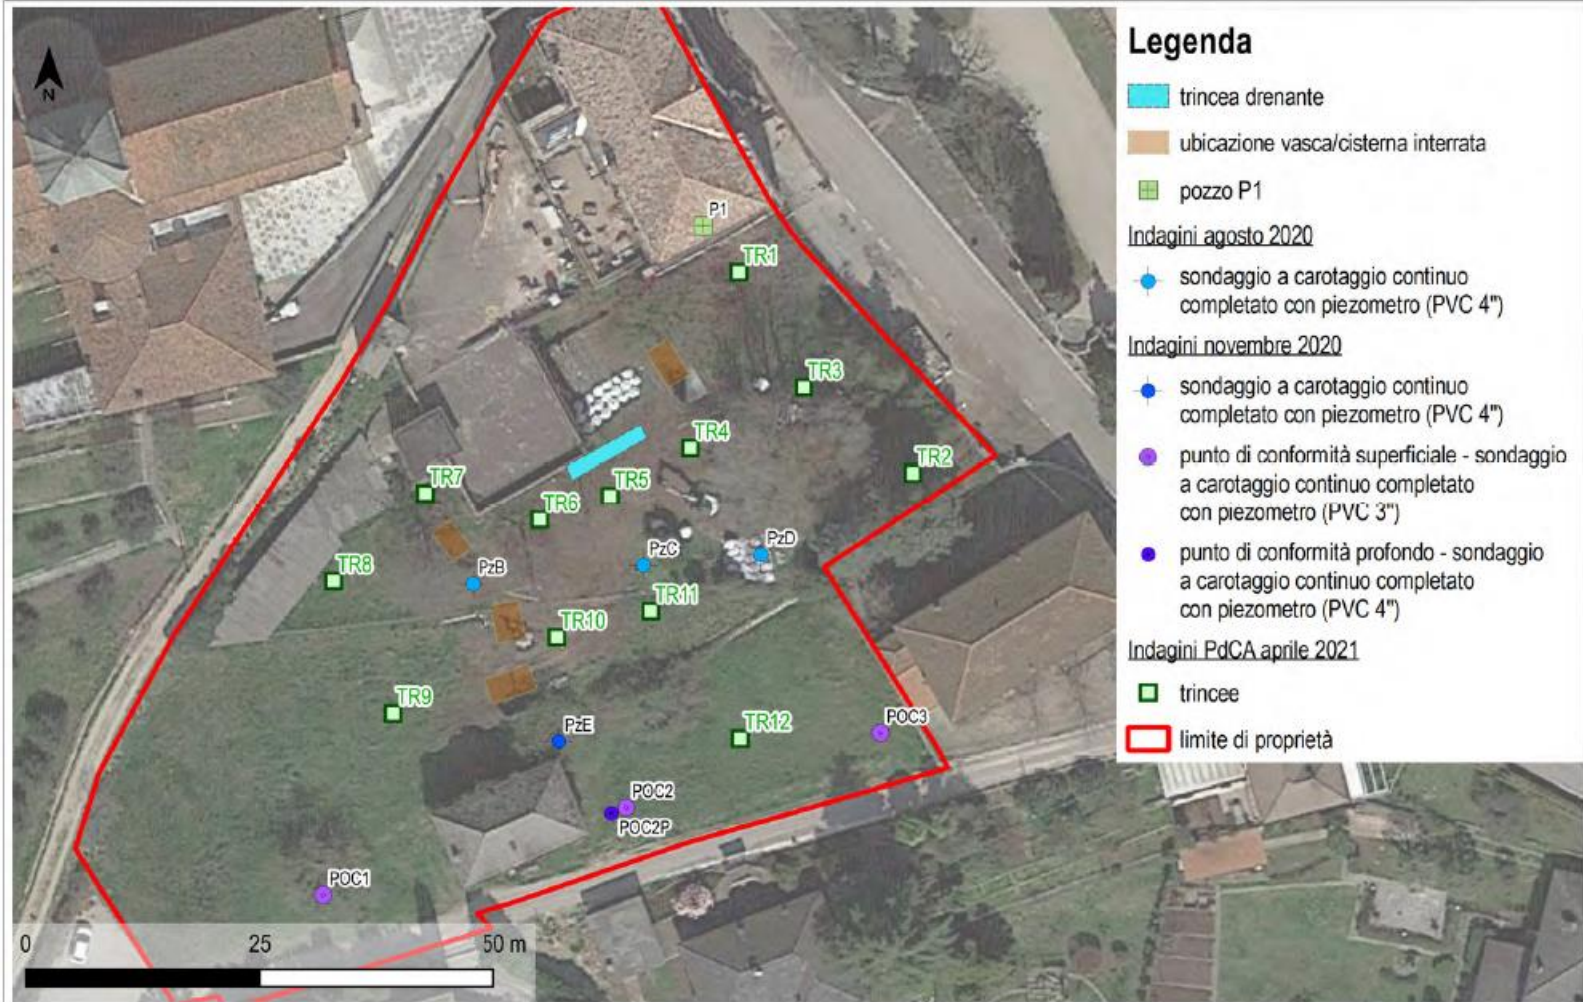 N
Legenda
trincea drenante
ubicazione vasca/cisterna interrata
pozzo P1
Indagini agosto 2020
sondaggio a carotaggio continuo
completato con piezometro (PVC 4")
Indagini novembre 2020
sondaggio a carotaggio continuo
completato con piezometro (PVC 4")
punto di conformità superficiale - sondaggio
a carotaggio continuo completato
con piezometro (PVC 3")
punto di conformità profondo - sondaggio
a carotaggio continuo completato
con piezometro (PVC 4")
Indagini PdCA aprile 2021
trincee
limite di proprietà
P1
TR1
TR3
TR4
TR2
TR7
TR5
TR6
PzC
PzD
TR8
PzB
TR11
TR10
TR9
PzE
TR12
POC3
POC2
POC2P
POC1
0 25 50 m